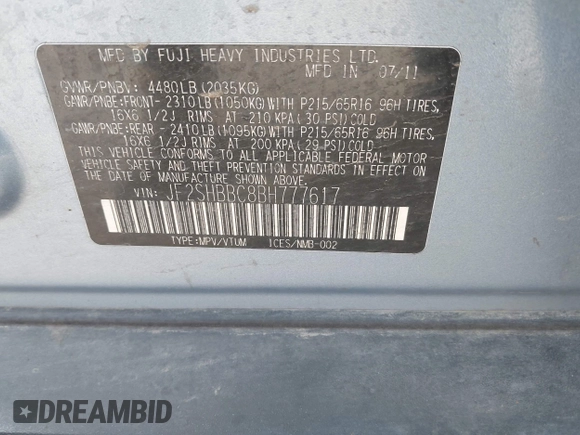 MFD BY FUJI HEAVY INDUSTRIES LTD.
MFD IN 07/11
GVWR/PNBV: 4480LB(2035KG)
GAWR/PNBE:FRONT- 2310LB(1050KG)WITH P215/65R16 96H TIRES,
16X6 1/2J RIMS AT 210 KPA( 30 PSI)COLD
GAWR/PNBE:REAR - 2410LB(1095KG)WITH P215/65R16 96H TIRES,
16X6 1/2J RIMS AT 200 KPA( 29 PSI)COLD
THIS VEHICLE CONFORMS TO ALL APPLICABLE FEDERAL MOTOR
VEHICLE SAFETY AND THEFT PREVENTION STANDARDS IN EFFECT
ON THE DATE OF MANUFACTURE SHOWN ABOVE.
VIN: JF2SHBBC8BH777617
TYPE:MPV/VTUM ICES/NMB-002
DREAMBID